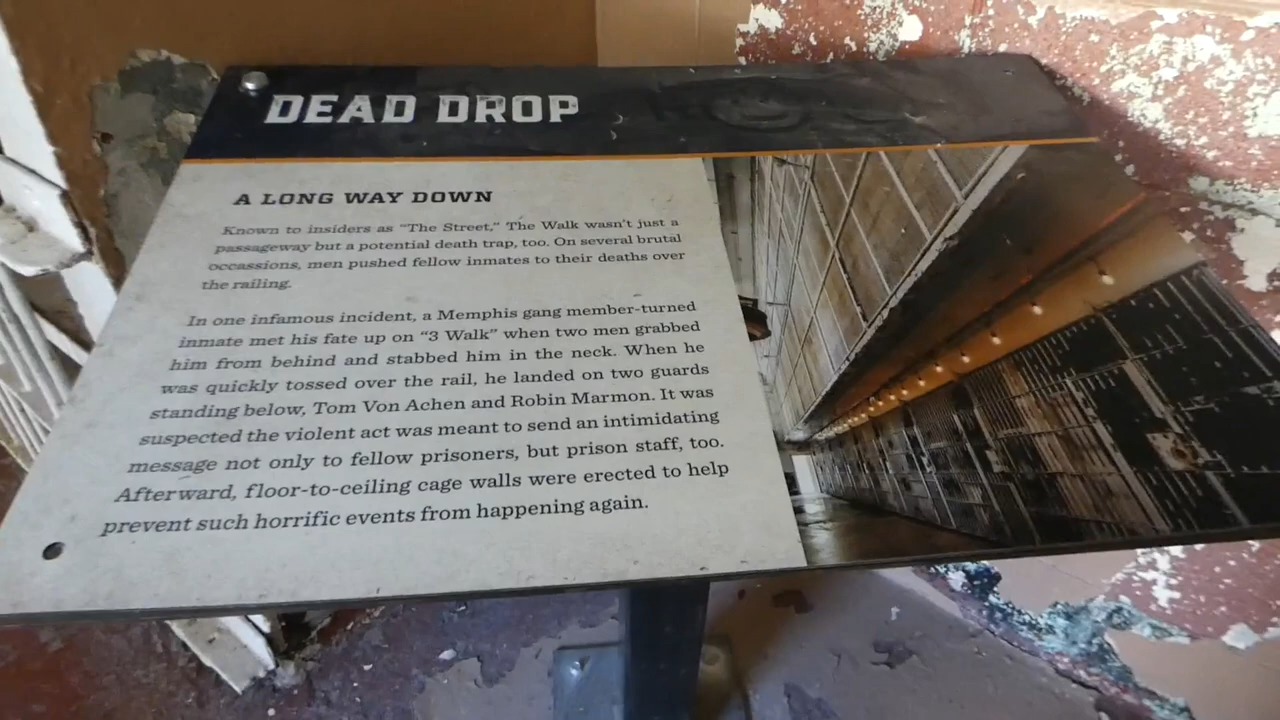 DEAD DROP
A LONG WAY DOWN
Known to insiders as “The Street,” The Walk wasn’t just a
passageway but a potential death trap, too. On several brutal
occassions, men pushed fellow inmates to their deaths over
the railing.
In one infamous incident, a Memphis gang member-turned
inmate met his fate up on “3 Walk” when two men grabbed
him from behind and stabbed him in the neck. When he
was quickly tossed over the rail, he landed on two guards
standing below, Tom Von Achen and Robin Marmon. It was
suspected the violent act was meant to send an intimidating
message not only to fellow prisoners, but prison staff, too.
Afterward, floor-to-ceiling cage walls were erected to help
prevent such horrific events from happening again.